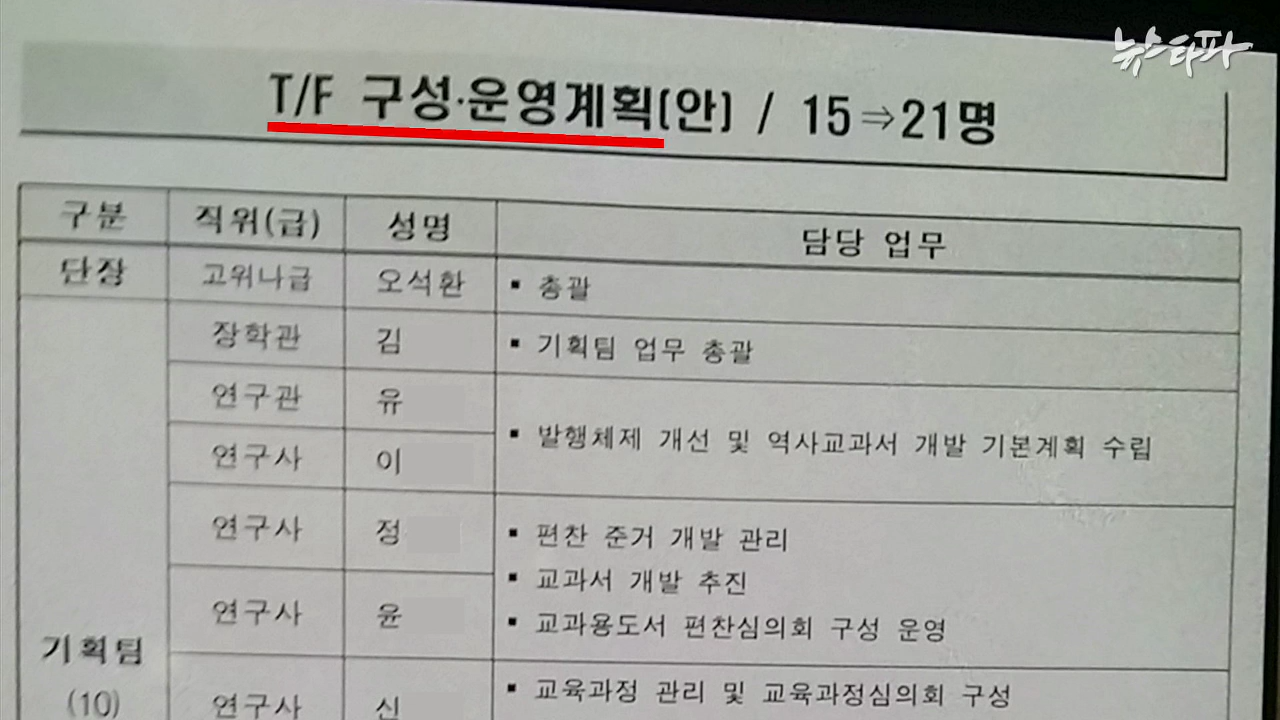 뉴스타파
T/F 구성·운영계획(안) / 15⇒21명
구분 직위(급) 성명 담당 업무
단장 고위나급 오석환 ▪ 총괄
장학관 김 ▪ 기획팀 업무 총괄
연구관 유
▪ 발행체제 개선 및 역사교과서 개발 기본계획 수립
연구사 이
연구사 정 ▪ 편찬 준거 개발 관리
▪ 교과서 개발 추진
연구사 윤 ▪ 교과용도서 편찬심의회 구성 운영
기획팀
(10)
연구사 신 ▪ 교육과정 관리 및 교육과정심의회 구성